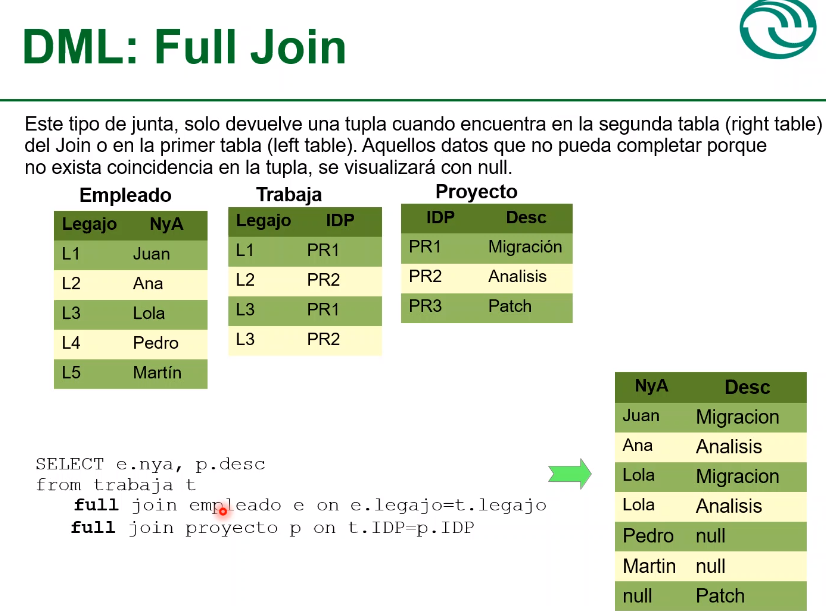 DML: Full Join
Este tipo de junta, solo devuelve una tupla cuando encuentra en la segunda tabla (right table)
del Join o en la primer tabla (left table). Aquellos datos que no pueda completar porque
no exista coincidencia en la tupla, se visualizará con null.
Empleado
Legajo NyA
L1 Juan
L2 Ana
L3 Lola
L4 Pedro
L5 Martín
Trabaja
Legajo IDP
L1 PR1
L2 PR2
L3 PR1
L3 PR2
Proyecto
IDP Desc
PR1 Migración
PR2 Analisis
PR3 Patch
SELECT e.nya, p.desc
from trabaja t
full join empleado e on e.legajo=t.legajo
full join proyecto p on t.IDP=p.IDP
NyA Desc
Juan Migracion
Ana Analisis
Lola Migracion
Lola Analisis
Pedro null
Martin null
null Patch